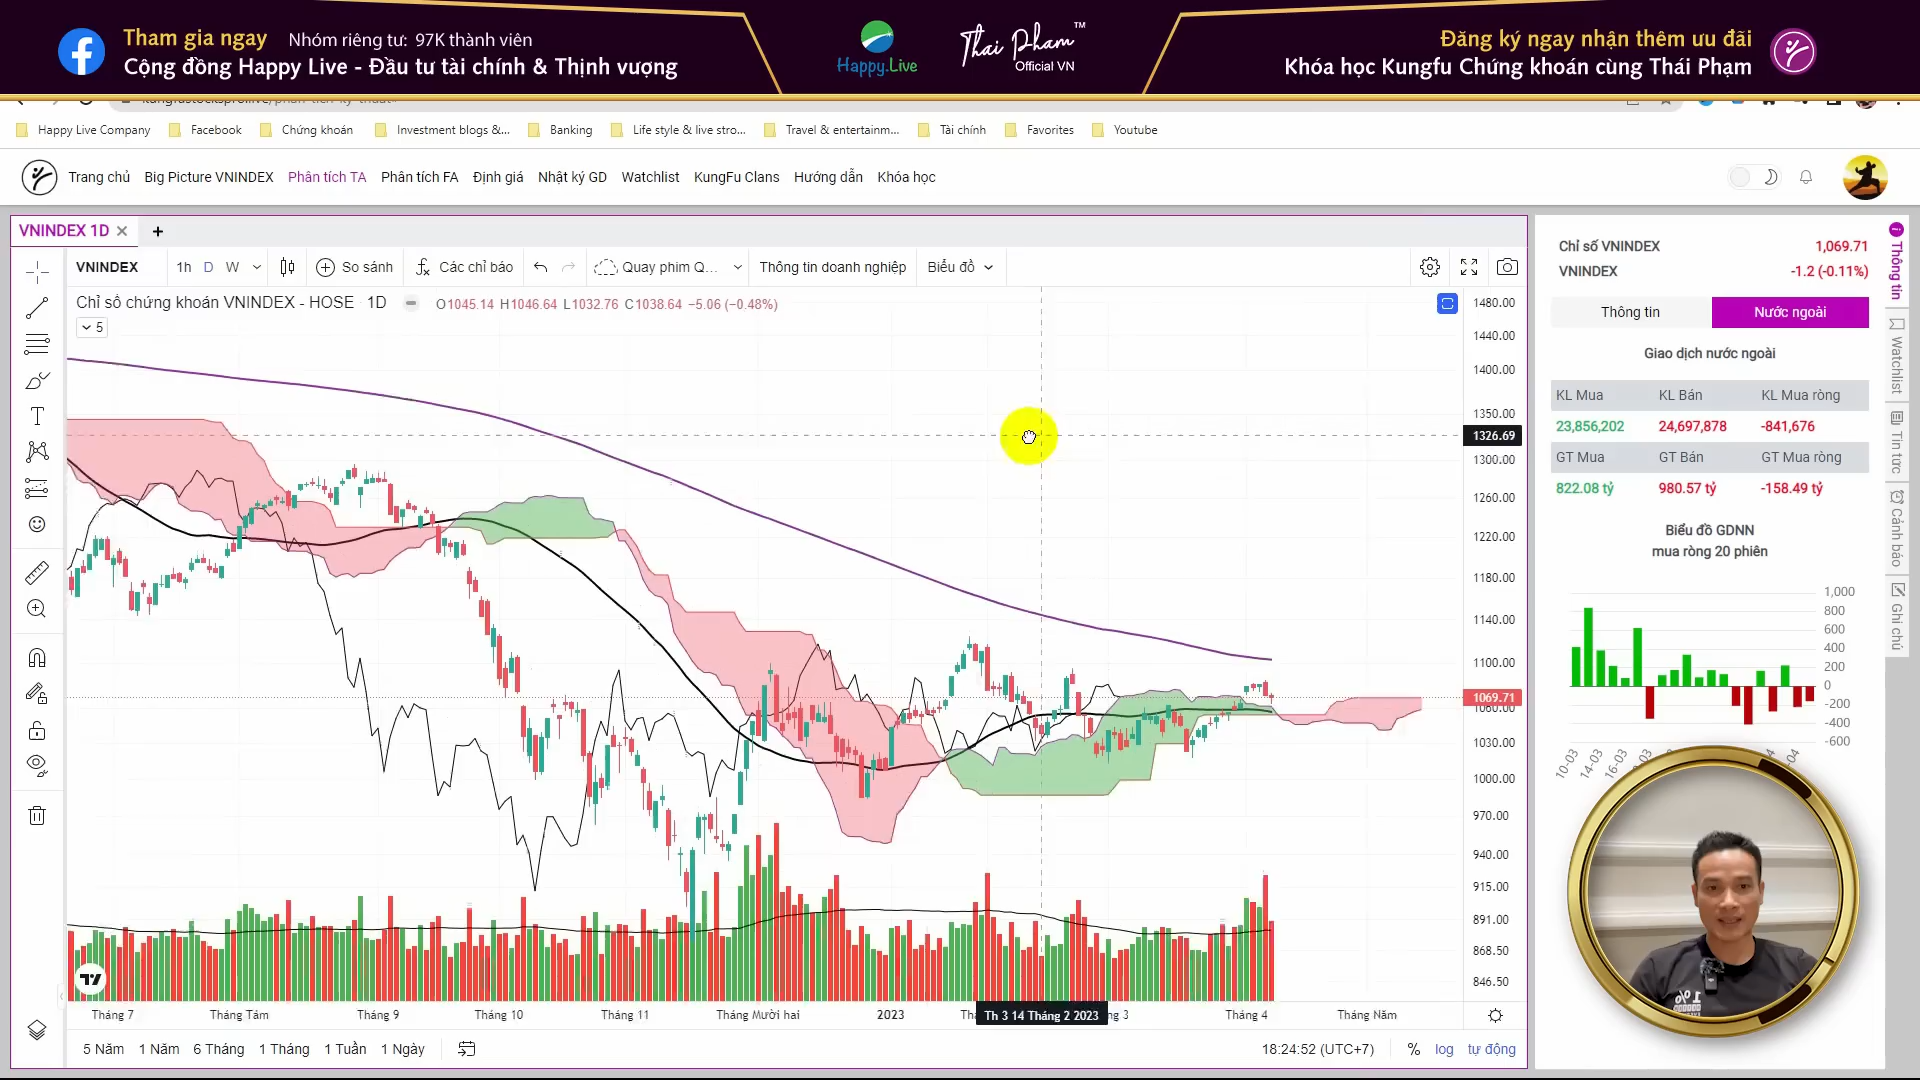 Tham gia ngay Nhóm riêng tư: 97K thành viên
Cộng đồng Happy Live - Đầu tư tài chính & Thịnh vượng
Happy.Live
Thai Pham™
Official VN
Đăng ký ngay nhận thêm ưu đãi
Khóa học Kungfu Chứng khoán cùng Thái Phạm
Happy Live Company Facebook Chứng khoán Investment blogs &... Banking Life style & live stro... Travel & entertainm... Tài chính Favorites Youtube
Trang chủ Big Picture VNINDEX Phân tích TA Phân tích FA Định giá Nhật ký GD Watchlist KungFu Clans Hướng dẫn Khóa học
VNINDEX 1D
VNINDEX 1h D W So sánh Các chỉ báo Quay phim Q... Thông tin doanh nghiệp Biểu đồ
Chỉ số chứng khoán VNINDEX - HOSE 1D O1045.14 H1046.64 L1032.76 C1038.64 −5.06 (−0.48%)
5
1480.00
1440.00
1400.00
1350.00
1326.69
1300.00
1260.00
1220.00
1180.00
1140.00
1100.00
1069.71
1060.00
1030.00
1000.00
970.00
940.00
915.00
891.00
868.50
846.50
Tháng 7 Tháng Tám Tháng 9 Tháng 10 Tháng 11 Tháng Mười hai 2023 Th 3 14 Tháng 2 2023 Tháng 4 Tháng Năm
5 Năm 1 Năm 6 Tháng 1 Tháng 1 Tuần 1 Ngày 18:24:52 (UTC+7) % log tự động
Chỉ số VNINDEX 1,069.71
VNINDEX -1.2 (-0.11%)
Thông tin Nước ngoài
Giao dịch nước ngoài
KL Mua KL Bán KL Mua ròng
23,856,202 24,697,878 -841,676
GT Mua GT Bán GT Mua ròng
822.08 tỷ 980.57 tỷ -158.49 tỷ
Biểu đồ GDNN
mua ròng 20 phiên
1,000
800
600
400
200
0
-200
-400
-600
10-03 14-03 16-03
Thông tin
Watchlist
Tin tức
Cảnh báo
Ghi chú